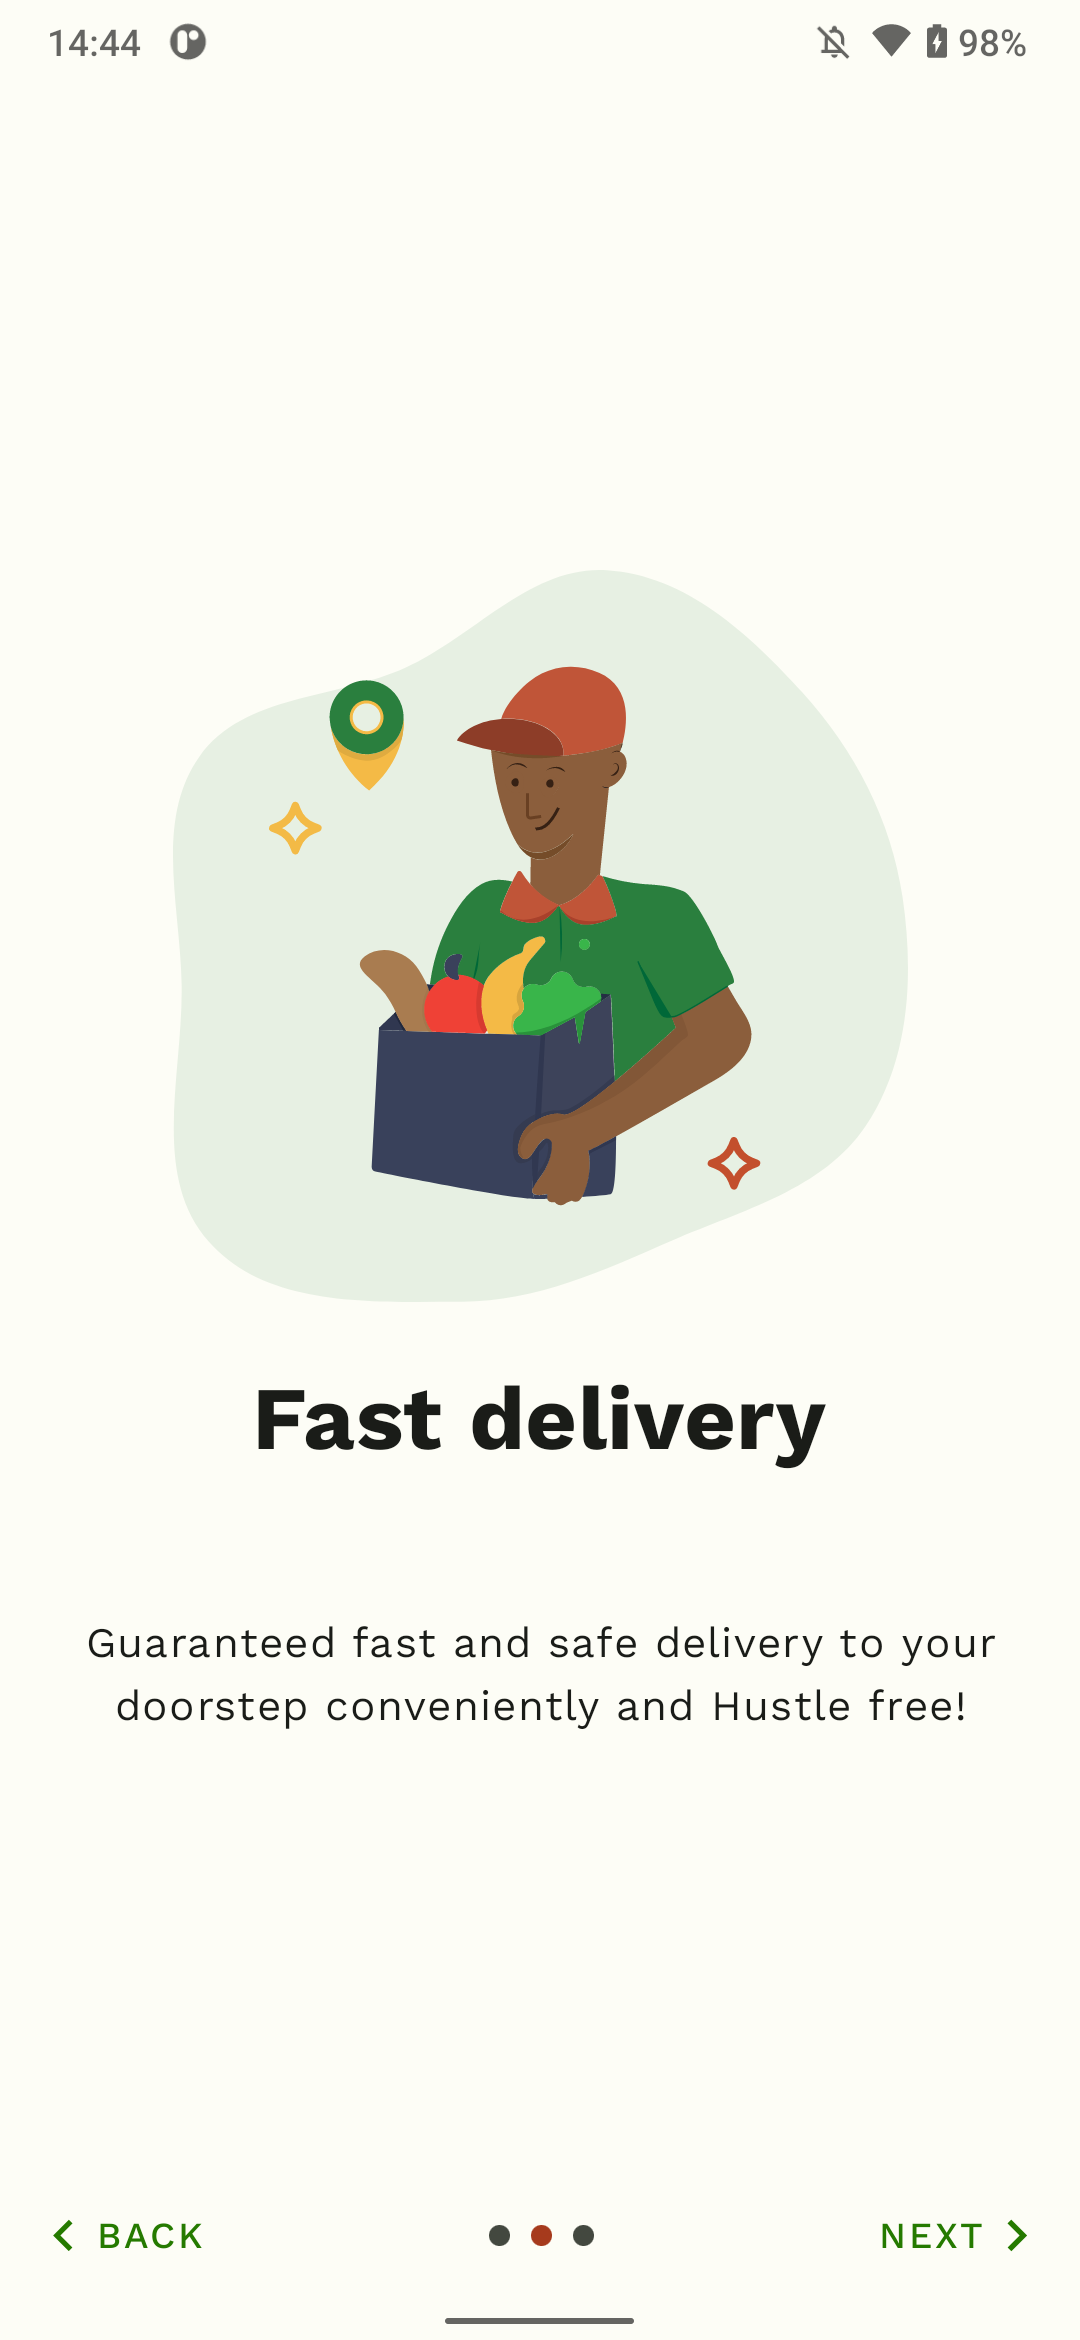 14:44 98%
Fast delivery
Guaranteed fast and safe delivery to your
doorstep conveniently and Hustle free!
BACK NEXT